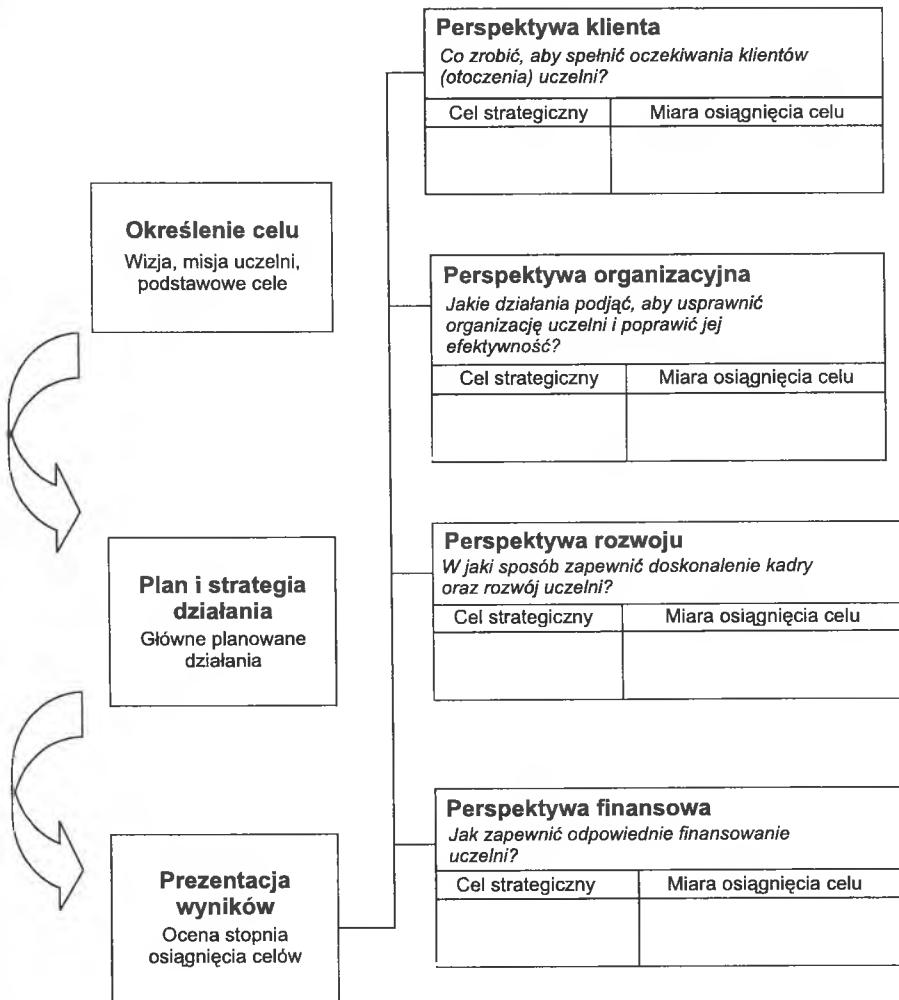 Perspektywa klienta
Co zrobić, aby spełnić oczekiwania klientów
(otoczenia) uczelni?
Cel strategiczny
Miara osiągnięcia celu
Określenie celu
Wizja, misja uczelni,
podstawowe cele
Perspektywa organizacyjna
Jakie działania podjąć, aby usprawnić
organizację uczelni i poprawić jej
efektywność?
Cel strategiczny
Miara osiągnięcia celu
Plan i strategia
działania
Główne planowane
działania
Perspektywa rozwoju
W jaki sposób zapewnić doskonalenie kadry
oraz rozwój uczelni?
Cel strategiczny
Miara osiągnięcia celu
Prezentacja
wyników
Ocena stopnia
osiągnięcia celów
Perspektywa finansowa
Jak zapewnić odpowiednie finansowanie
uczelni?
Cel strategiczny
Miara osiągnięcia celu